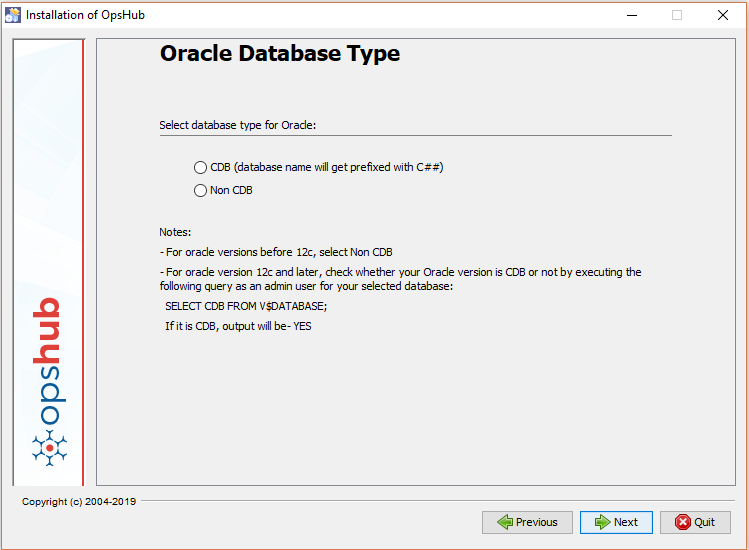 Installation of OpsHub
Oracle Database Type
Select database type for Oracle:
CDB (database name will get prefixed with C##)
Non CDB
Notes:
- For oracle versions before 12c, select Non CDB
- For oracle version 12c and later, check whether your Oracle version is CDB or not by executing the
following query as an admin user for your selected database:
SELECT CDB FROM V$DATABASE;
If it is CDB, output will be- YES
opshub
Copyright (c) 2004-2019
Previous
Next
Quit